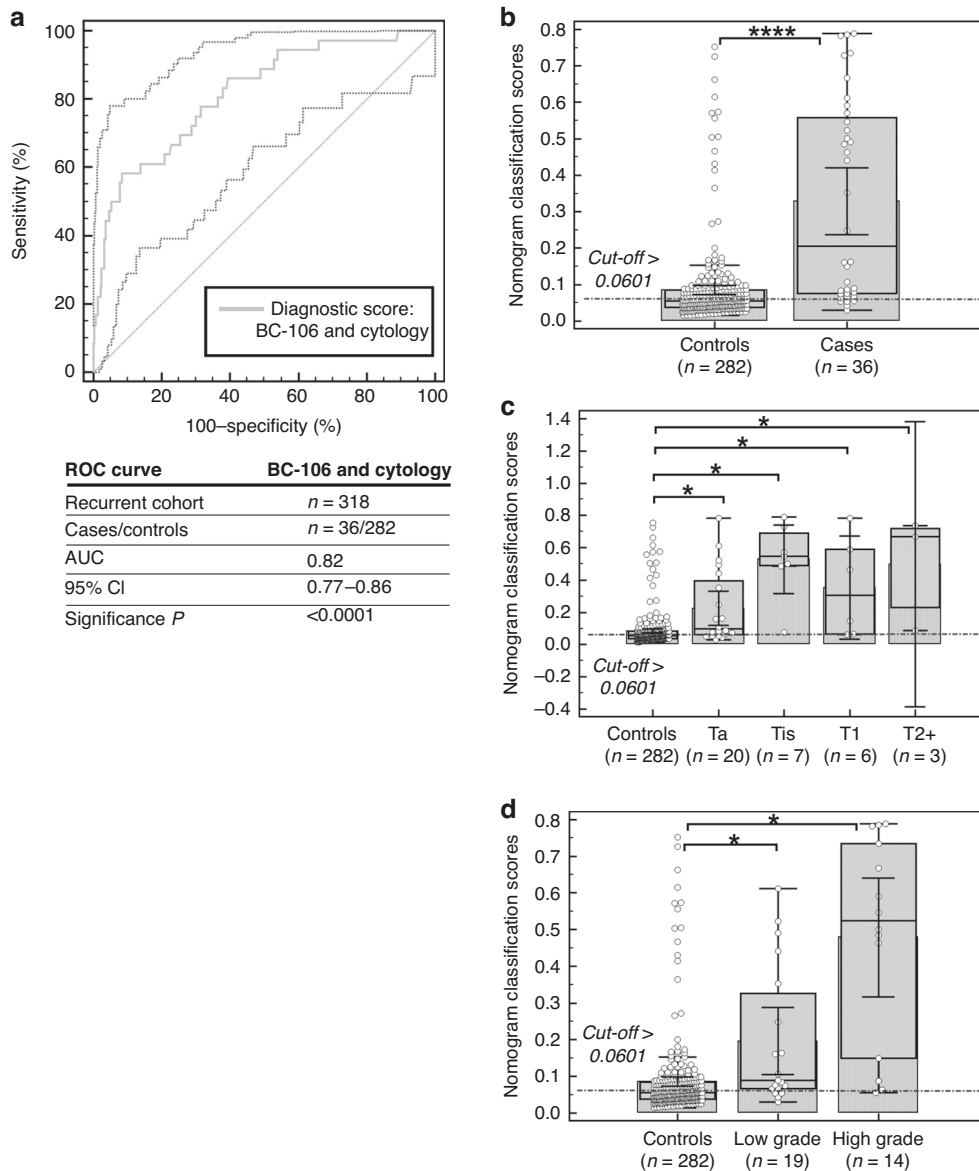 a
Sensitivity (%)
100
80
60
40
20
0
0 20 40 60 80 100
100–specificity (%)
Diagnostic score:
BC-106 and cytology
ROC curve BC-106 and cytology
Recurrent cohort n = 318
Cases/controls n = 36/282
AUC 0.82
95% CI 0.77–0.86
Significance P <0.0001
b
Nomogram classification scores
0.8
0.7
0.6
0.5
0.4
0.3
0.2
0.1
0.0
****
Cut-off >
0.0601
Controls Cases
(n = 282) (n = 36)
c
Nomogram classification scores
1.4
1.2
1.0
0.8
0.6
0.4
0.2
0.0
–0.2
–0.4
*
*
*
*
Cut-off >
0.0601
Controls Ta Tis T1 T2+
(n = 282) (n = 20) (n = 7) (n = 6) (n = 3)
d
Nomogram classification scores
0.8
0.7
0.6
0.5
0.4
0.3
0.2
0.1
0.0
*
*
Cut-off >
0.0601
Controls Low grade High grade
(n = 282) (n = 19) (n = 14)